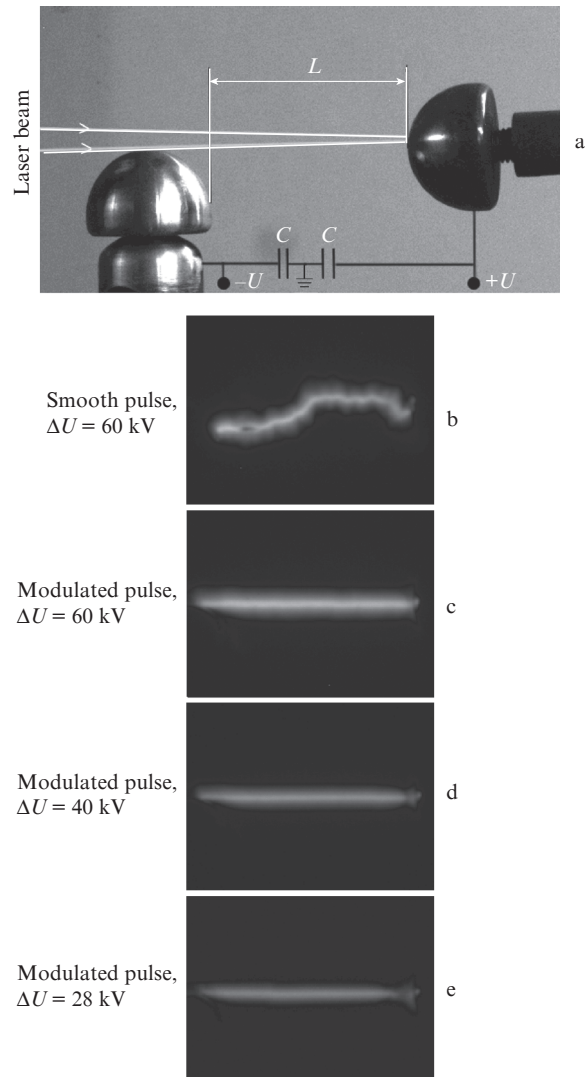 L
Laser beam
a
C C
–U
+U
Smooth pulse,
ΔU = 60 kV
b
Modulated pulse,
ΔU = 60 kV
c
Modulated pulse,
ΔU = 40 kV
d
Modulated pulse,
ΔU = 28 kV
e